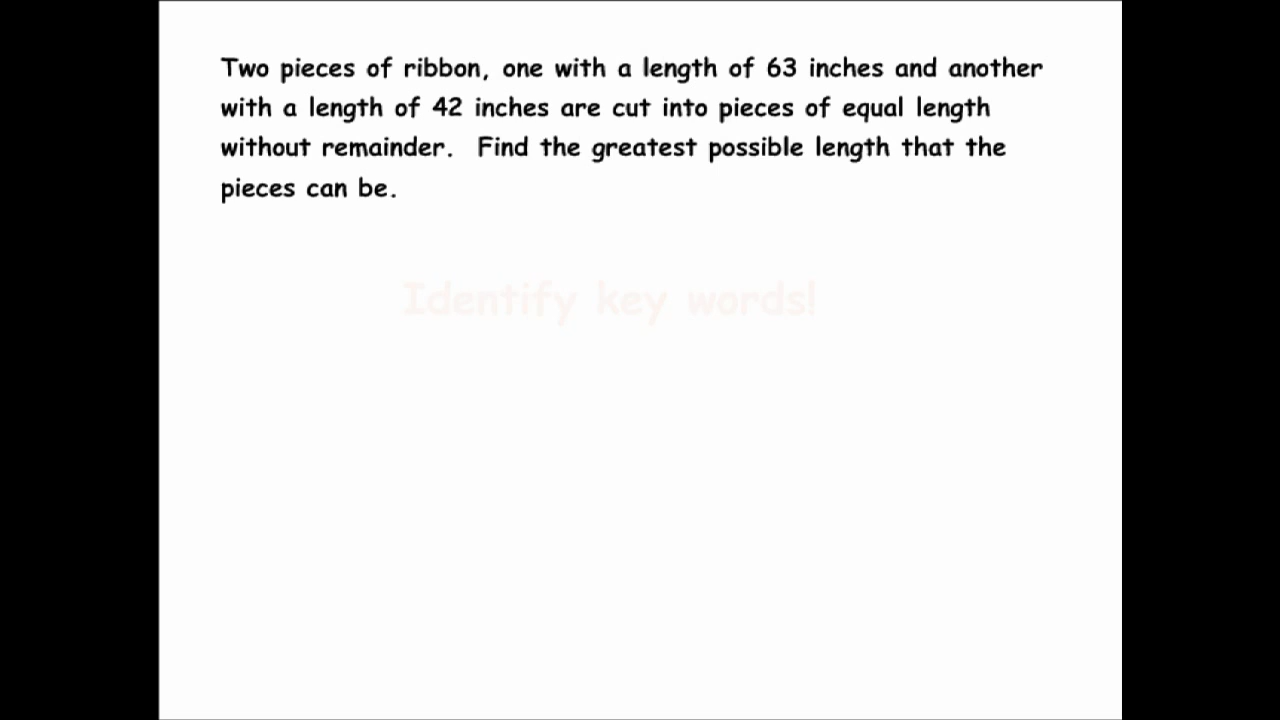 Two pieces of ribbon, one with a length of 63 inches and another
with a length of 42 inches are cut into pieces of equal length
without remainder.  Find the greatest possible length that the
pieces can be.
Identify key words!